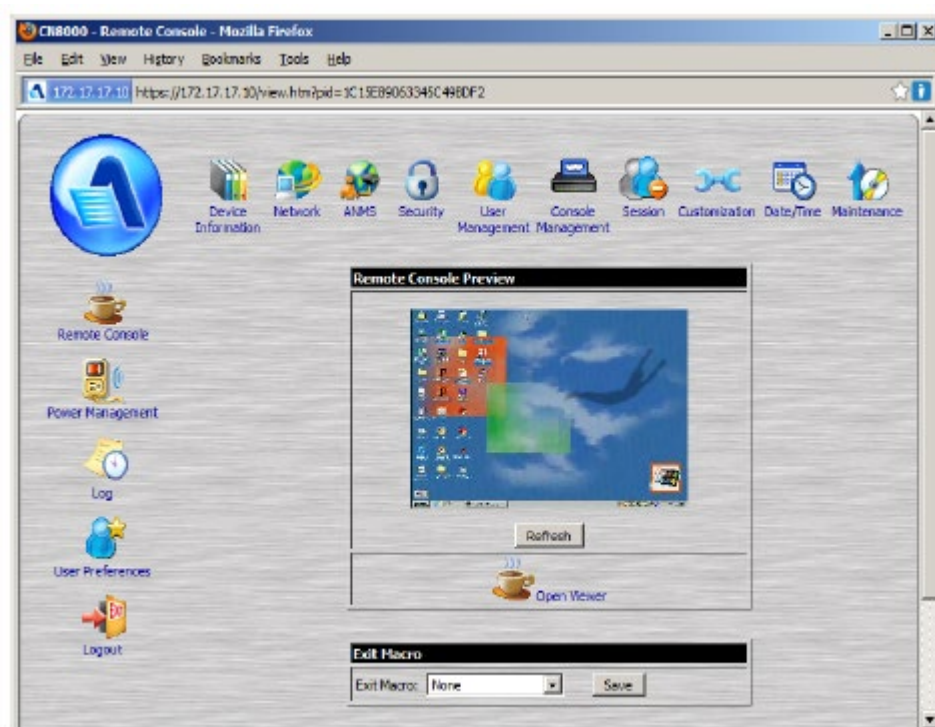 CN8000 - Remote Console - Mozilla Firefox
File Edit View History Bookmarks Tools Help
172.17.17.10 https://172.17.17.10/view.htm?pid=1C15E89063345C498DF2
Device Information
Network
ANMS
Security
User Management
Console Management
Session
Customization
Date/Time
Maintenance
Remote Console
Power Management
Log
User Preferences
Exit
Logout
Remote Console Preview
Refresh
Open Viewer
Exit Macro
Exit Macro: None Save